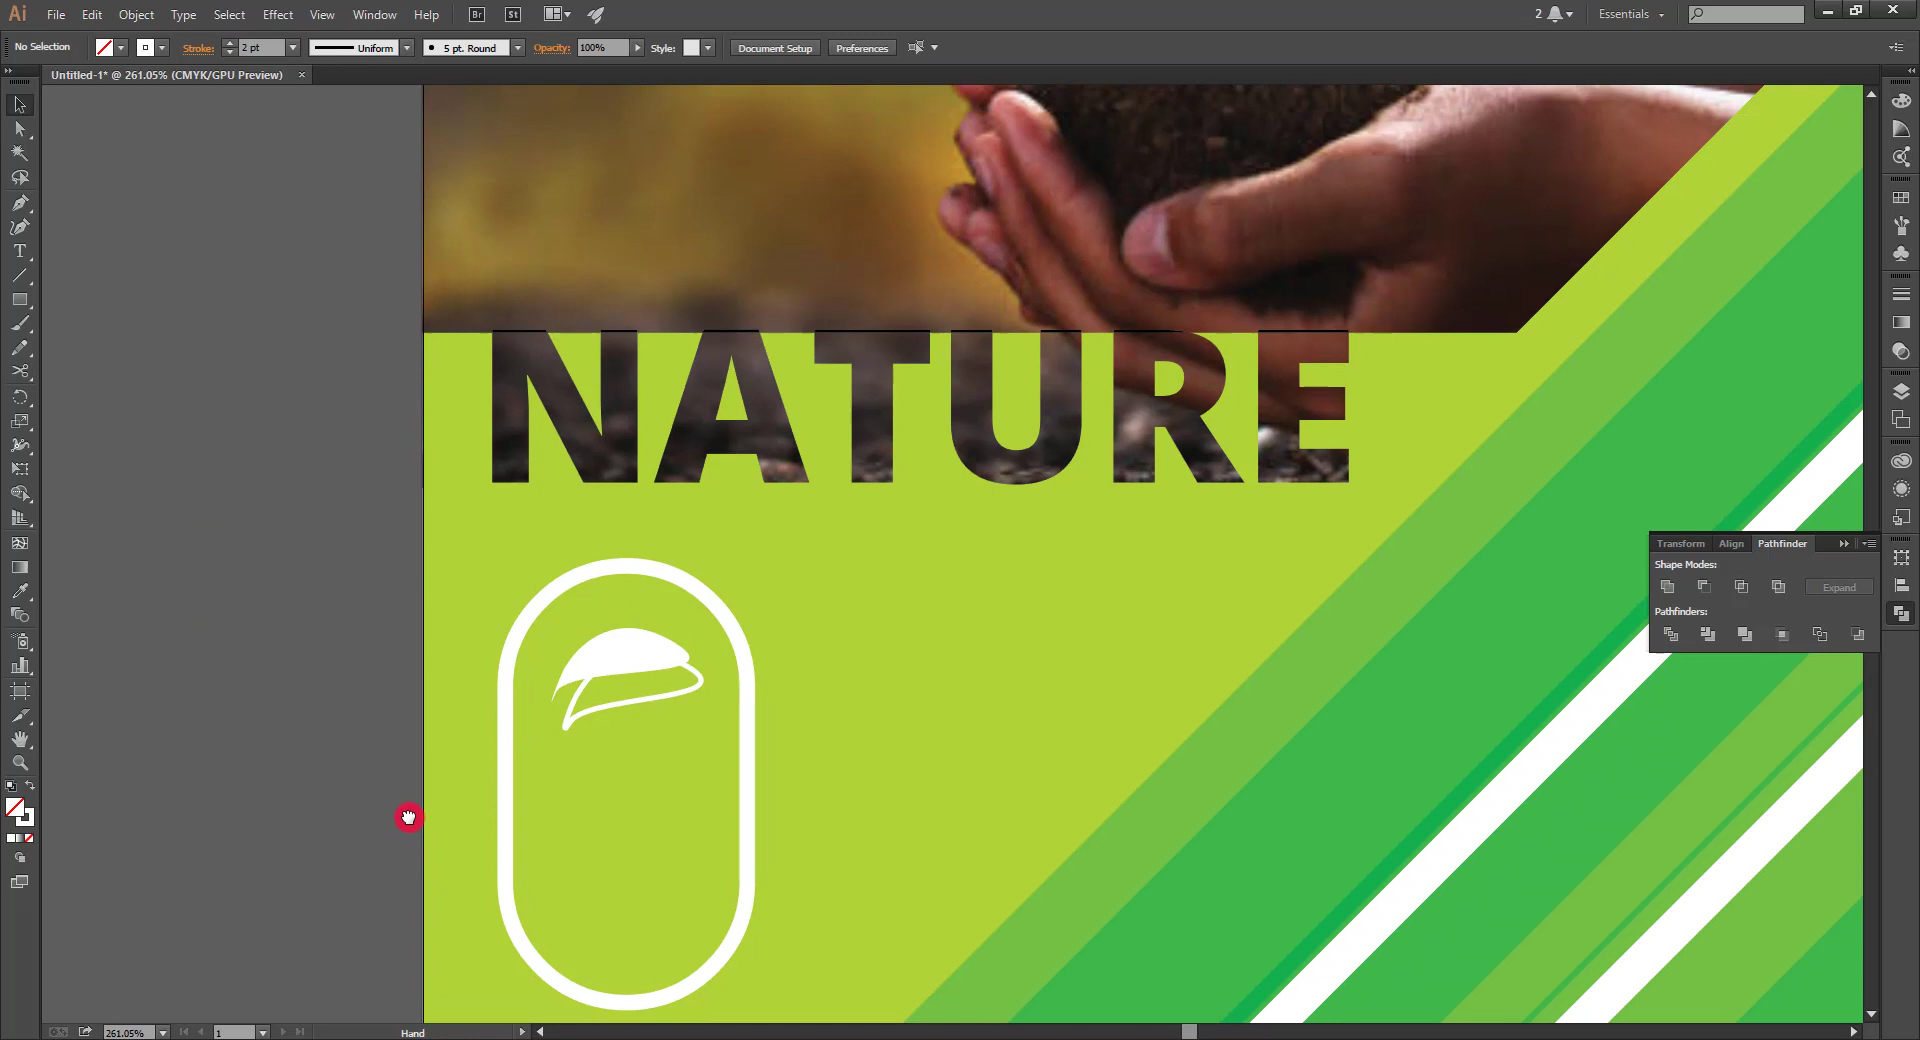 Ai File Edit Object Type Select Effect View Window Help Br St 2 Essentials
No Selection Stroke: 2 pt Uniform 5 pt. Round Opacity: 100% Style: Document Setup Preferences
Untitled-1* @ 261.05% (CMYK/GPU Preview) ×
NATURE
Transform Align Pathfinder
Shape Modes:
Expand
Pathfinders:
261.05% 1 Hand